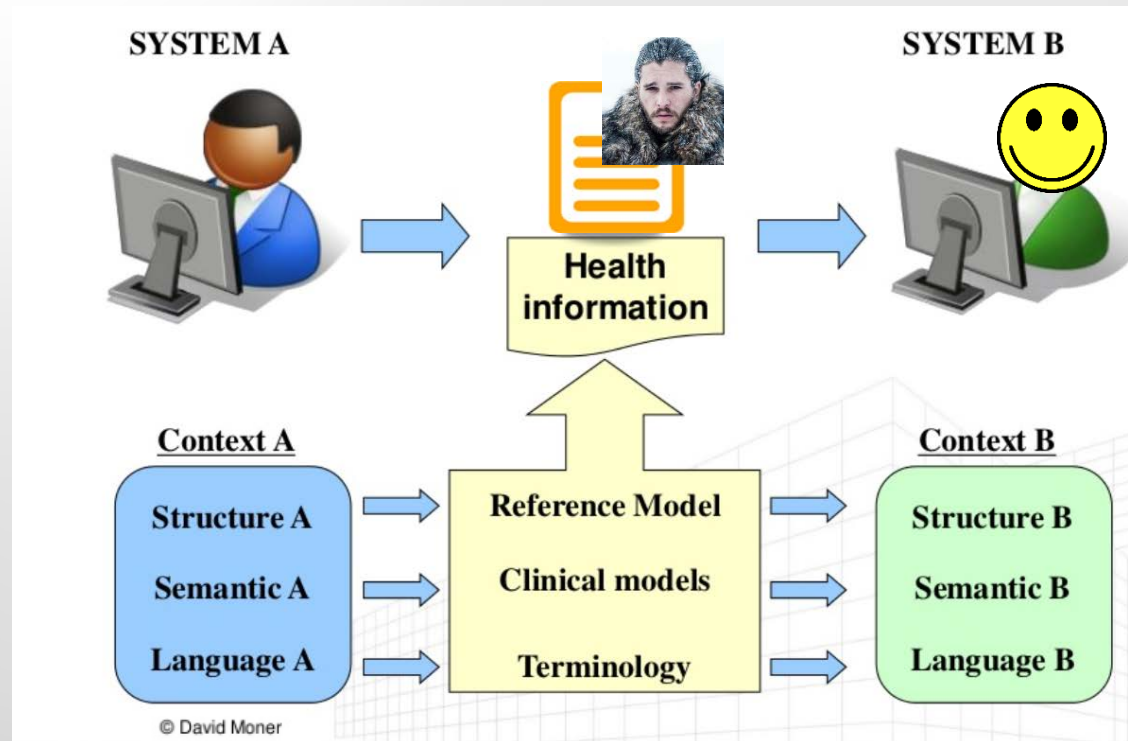 SYSTEM A
SYSTEM B
Health
information
Context A
Context B
Structure A
Reference Model
Structure B
Semantic A
Clinical models
Semantic B
Language A
Terminology
Language B
© David Moner